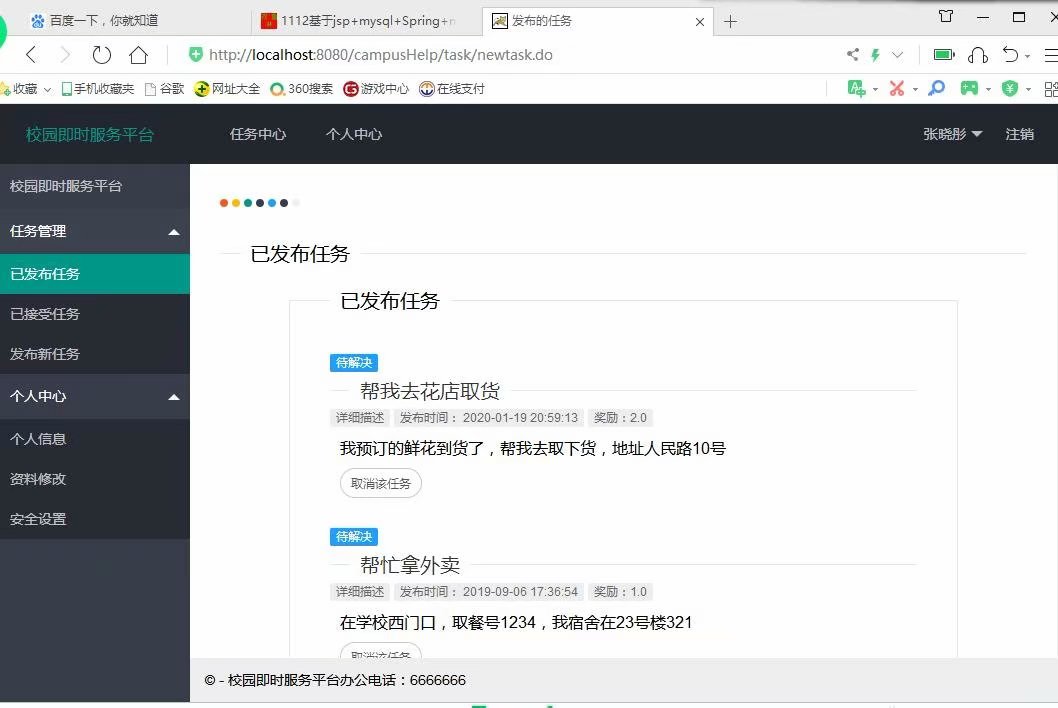 百度一下，你就知道
1112基于jsp+mysql+Spring+m
发布的任务
http://localhost:8080/campusHelp/task/newtask.do
收藏
手机收藏夹
谷歌
网址大全
360搜索
游戏中心
在线支付
校园即时服务平台
任务中心
个人中心
张晓彤
注销
校园即时服务平台
任务管理
已发布任务
已接受任务
发布新任务
个人中心
个人信息
资料修改
安全设置
已发布任务
已发布任务
待解决
帮我去花店取货
详细描述 发布时间： 2020-01-19 20:59:13 奖励：2.0
我预订的鲜花到货了，帮我去取下货，地址人民路10号
取消该任务
待解决
帮忙拿外卖
详细描述 发布时间： 2019-09-06 17:36:54 奖励：1.0
在学校西门口，取餐号1234，我宿舍在23号楼321
取消该任务
© - 校园即时服务平台办公电话：6666666